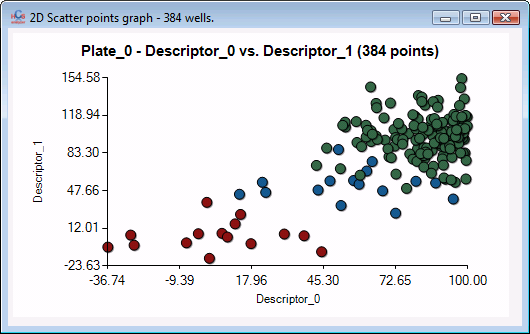 2D Scatter points graph - 384 wells.
Plate_0 - Descriptor_0 vs. Descriptor_1 (384 points)
154.58
118.94
83.30
47.66
12.01
-23.63
Descriptor_1
-36.74 -9.39 17.96 45.30 72.65 100.00
Descriptor_0